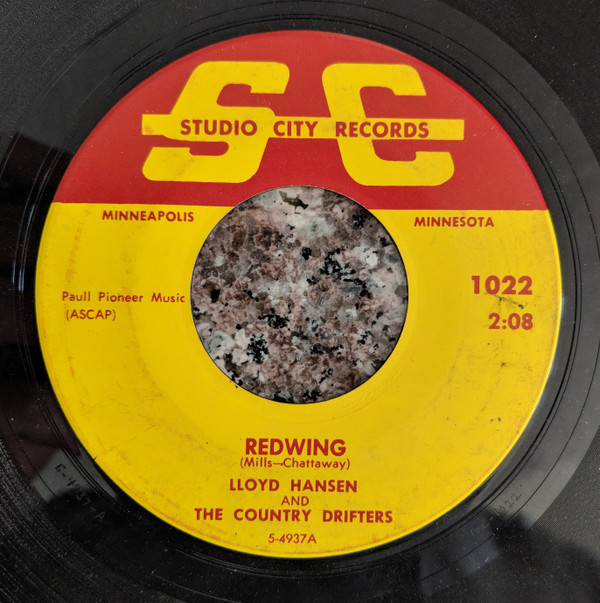 SC
STUDIO CITY RECORDS
MINNEAPOLIS
MINNESOTA
Paull Pioneer Music
(ASCAP)
1022
2:08
REDWING
(Mills—Chattaway)
LLOYD HANSEN
AND
THE COUNTRY DRIFTERS
5-4937A